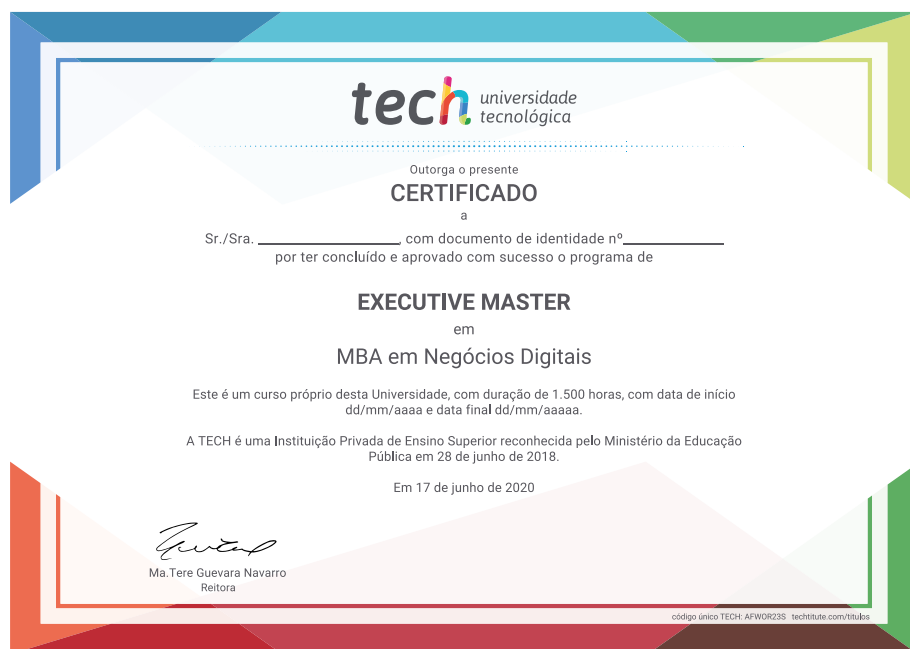 tech universidade
tecnológica
Outorga o presente
CERTIFICADO
a
Sr./Sra. ____________________, com documento de identidade nº______________
por ter concluído e aprovado com sucesso o programa de
EXECUTIVE MASTER
em
MBA em Negócios Digitais
Este é um curso próprio desta Universidade, com duração de 1.500 horas, com data de início
dd/mm/aaaa e data final dd/mm/aaaaa.
A TECH é uma Instituição Privada de Ensino Superior reconhecida pelo Ministério da Educação
Pública em 28 de junho de 2018.
Em 17 de junho de 2020
Ma.Tere Guevara Navarro
Reitora
código único TECH: AFWOR23S techtitute.com/titulos